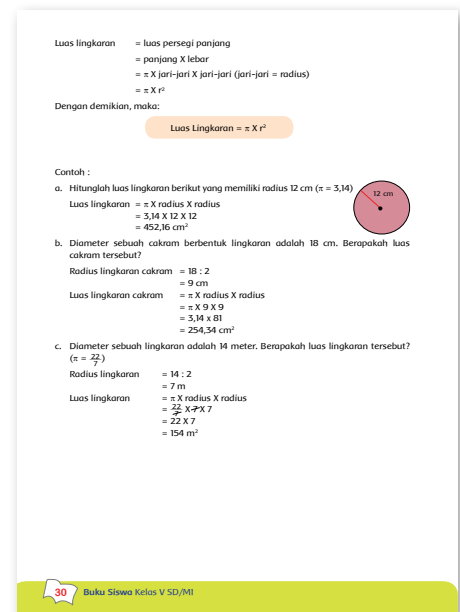 Luas lingkaran = luas persegi panjang
= panjang X lebar
= π X jari-jari X jari-jari (jari-jari = radius)
= π X r²
Dengan demikian, maka:
Luas Lingkaran = π X r²
Contoh :
a. Hitunglah luas lingkaran berikut yang memiliki radius 12 cm (π = 3,14)
12 cm
Luas lingkaran = π X radius X radius
= 3,14 X 12 X 12
= 452,16 cm²
b. Diameter sebuah cakram berbentuk lingkaran adalah 18 cm. Berapakah luas
cakram tersebut?
Radius lingkaran cakram = 18 : 2
= 9 cm
Luas lingkaran cakram = π X radius X radius
= π X 9 X 9
= 3,14 x 81
= 254,34 cm²
c. Diameter sebuah lingkaran adalah 14 meter. Berapakah luas lingkaran tersebut?
(π = 22/7)
Radius lingkaran = 14 : 2
= 7 m
Luas lingkaran = π X radius X radius
= 22/7 X 7 X 7
= 22 X 7
= 154 m²
30 Buku Siswa Kelas V SD/MI